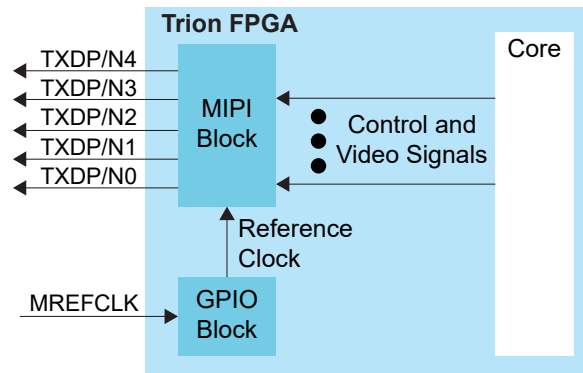 Trion FPGA
TXDP/N4
TXDP/N3
TXDP/N2
TXDP/N1
TXDP/N0
MIPI
Block
Control and
Video Signals
Core
Reference
Clock
MREFCLK
GPIO
Block